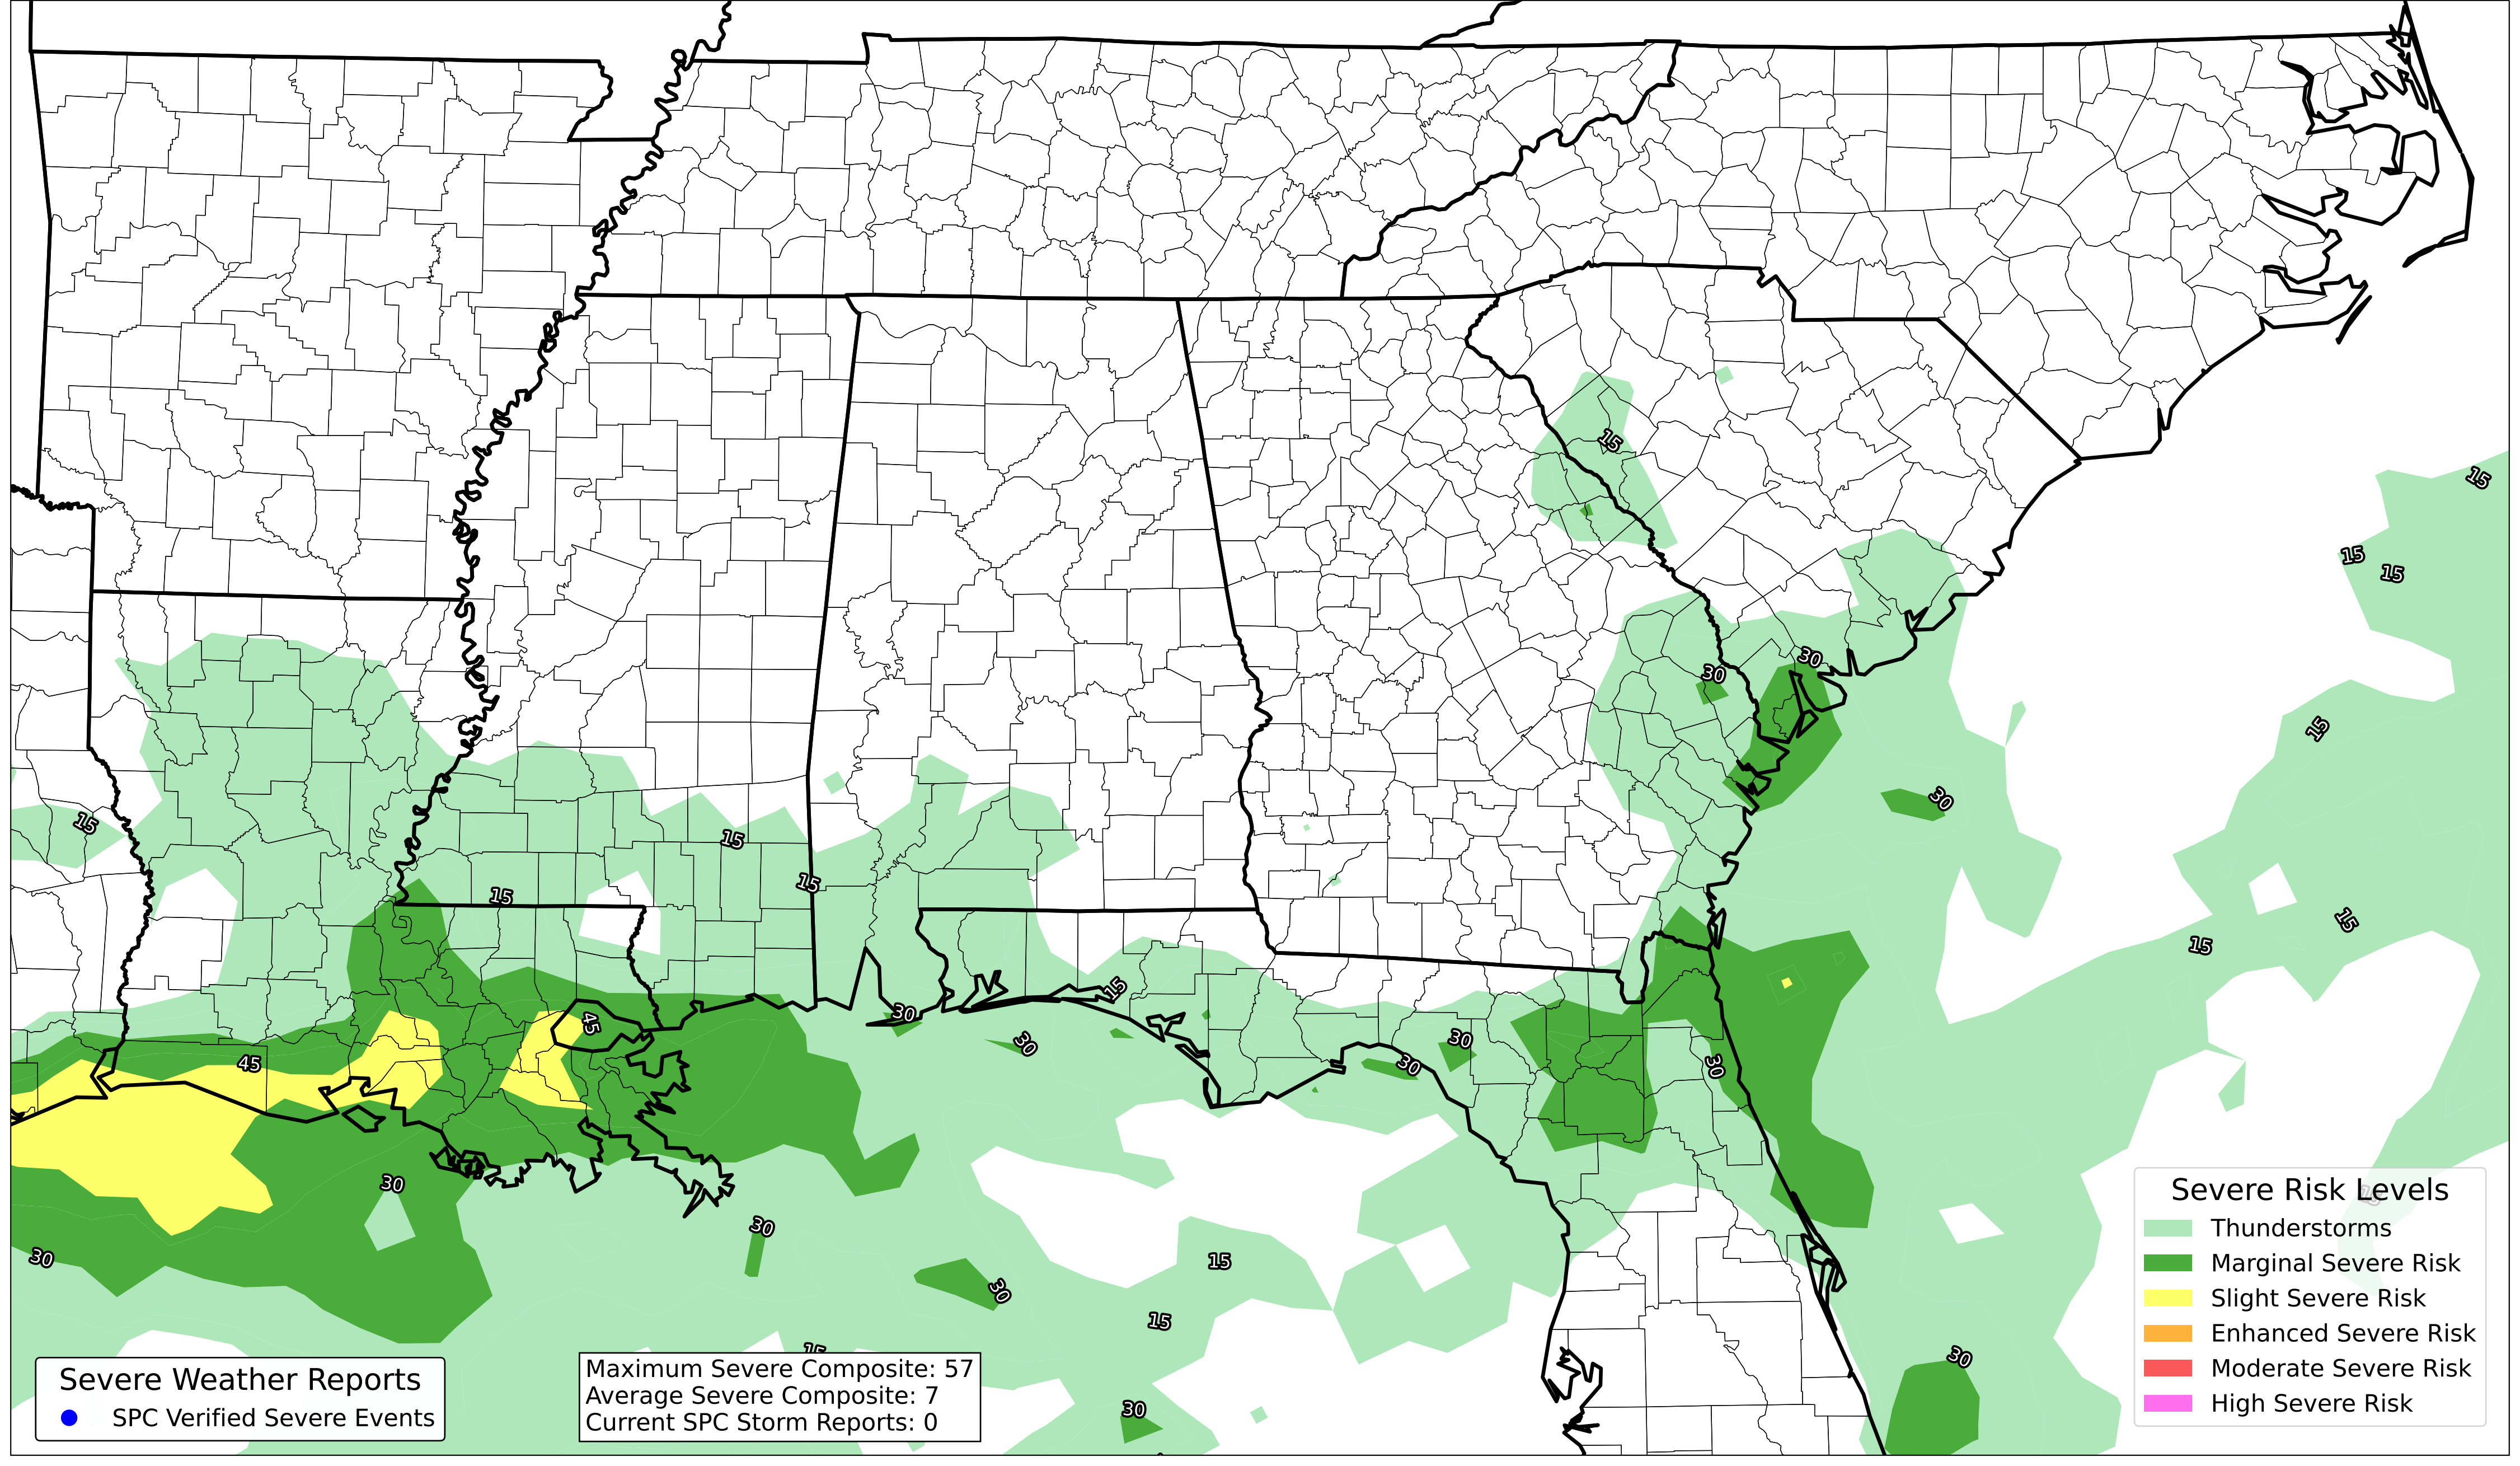 15
15
15
15
30
30
15
15
30
15
15
15
15
15
15
15
30
45
30
45
30
30
30
30
30
30
30
15
30
15
30
15
30
Severe Risk Levels
Thunderstorms
Marginal Severe Risk
Slight Severe Risk
Enhanced Severe Risk
Moderate Severe Risk
High Severe Risk
Severe Weather Reports
SPC Verified Severe Events
Maximum Severe Composite: 57
Average Severe Composite: 7
Current SPC Storm Reports: 0